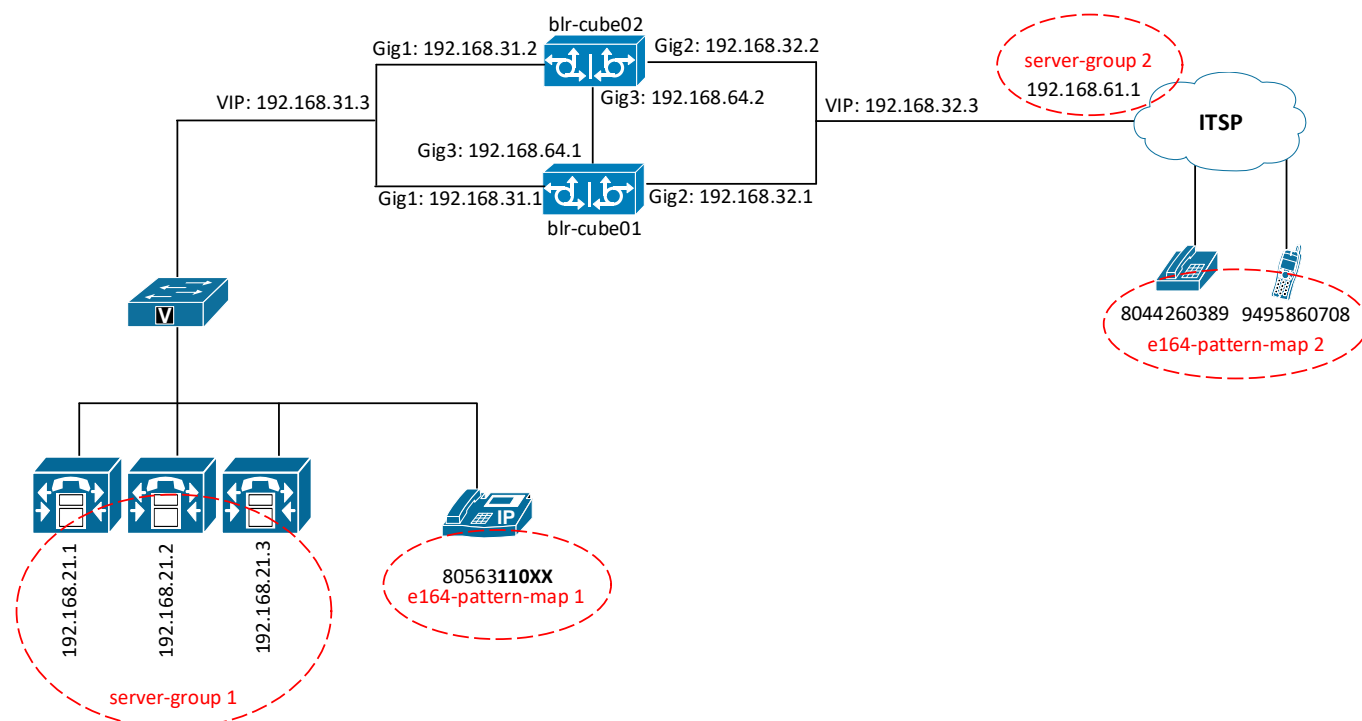 blr-cube02
Gig1: 192.168.31.2
Gig2: 192.168.32.2
server-group 2
192.168.61.1
Gig3: 192.168.64.2
VIP: 192.168.31.3
VIP: 192.168.32.3
ITSP
Gig3: 192.168.64.1
Gig1: 192.168.31.1
Gig2: 192.168.32.1
blr-cube01
V
8044260389
9495860708
e164-pattern-map 2
IP
192.168.21.1
192.168.21.2
192.168.21.3
80563110XX
e164-pattern-map 1
server-group 1